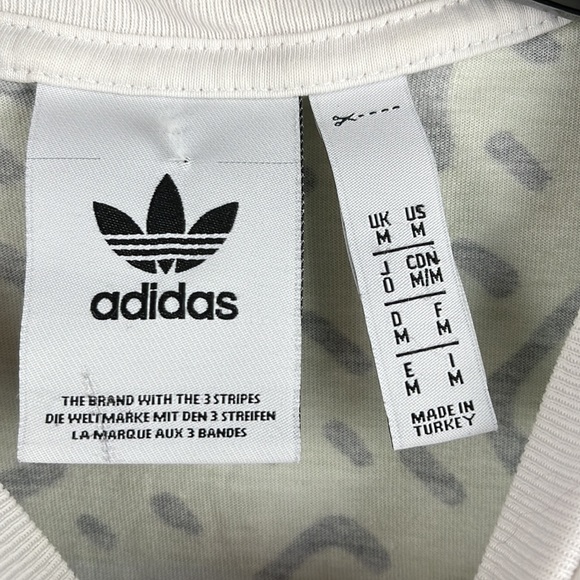 adidas
THE BRAND WITH THE 3 STRIPES
DIE WELTMARKE MIT DEN 3 STREIFEN
LA MARQUE AUX 3 BANDES
UK M US M
J O CDN M/M
D M F M
E M I M
MADE IN
TURKEY